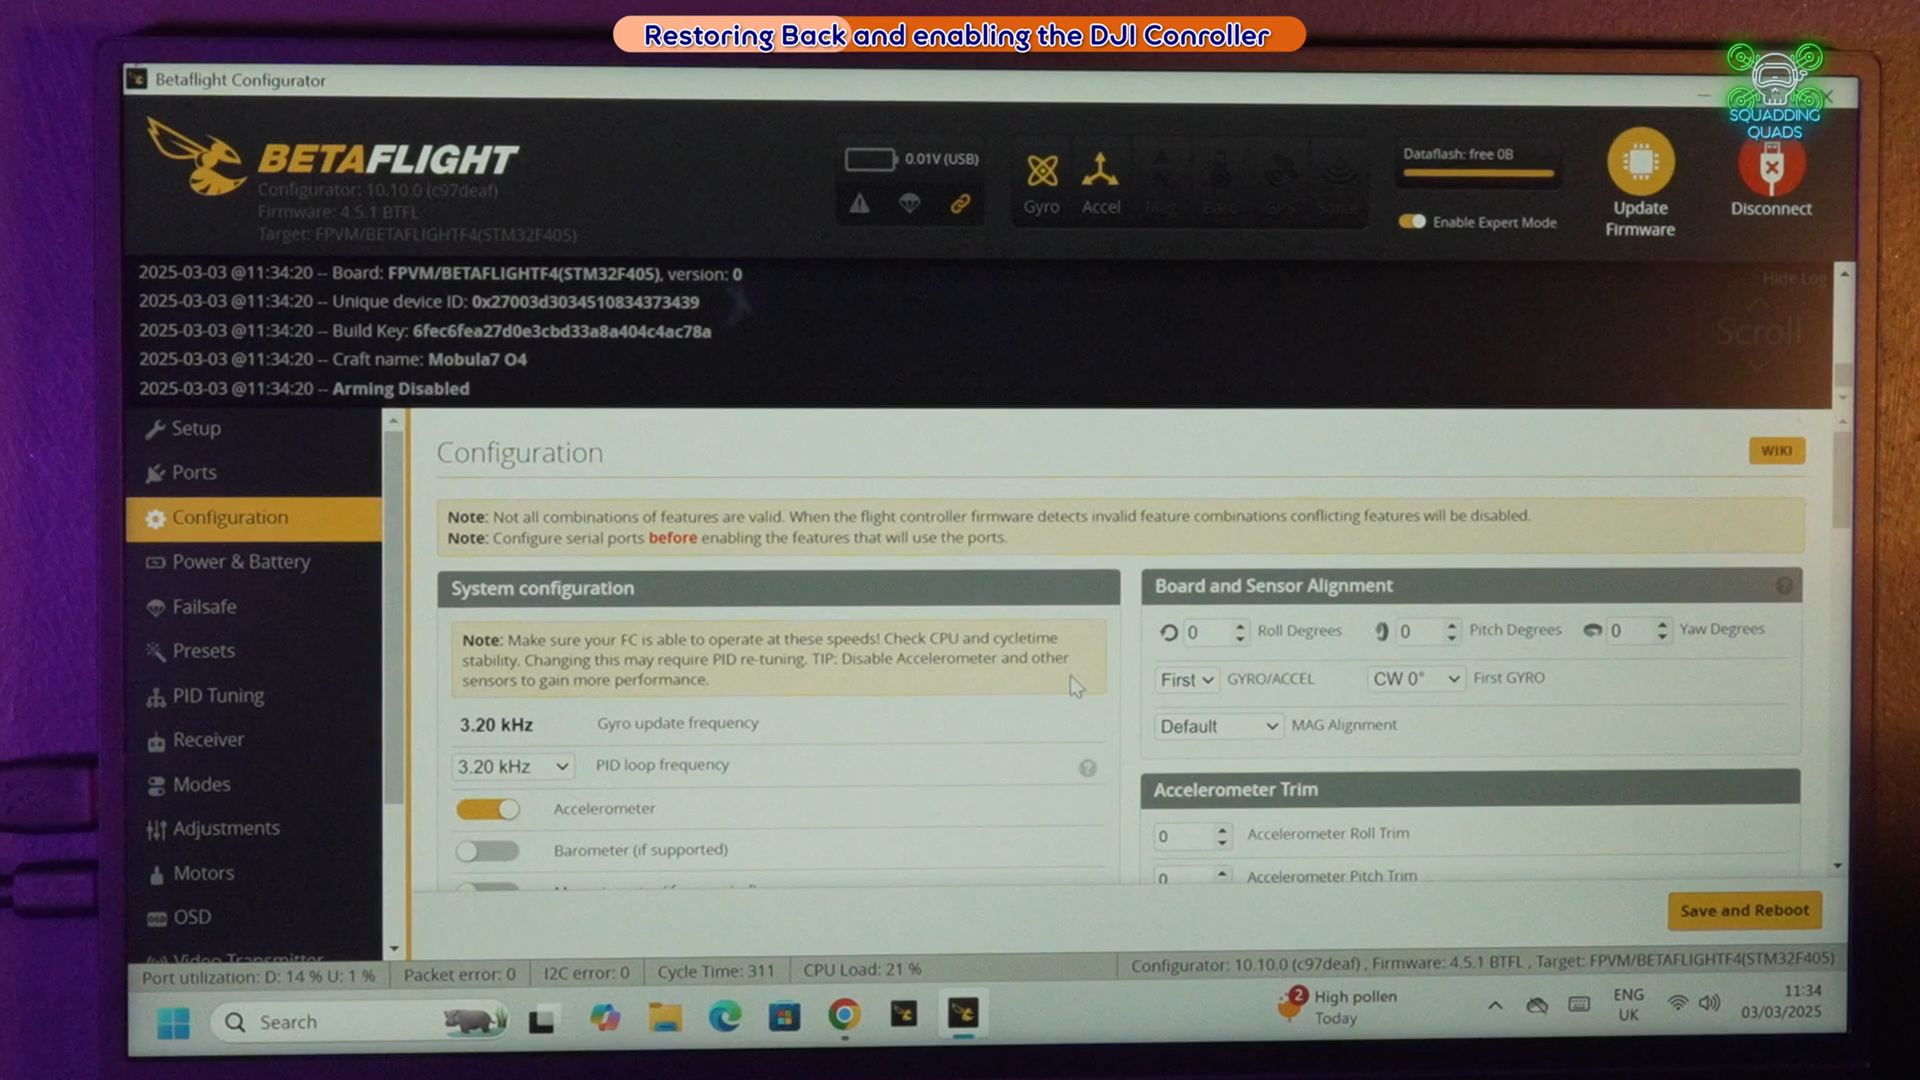 Restoring Back and enabling the DJI Conroller
SQUADDING
QUADS
Betaflight Configurator
BETAFLIGHT
Configurator: 10.10.0 (c97deaf)
Firmware: 4.5.1 BTFL
Target: FPVM/BETAFLIGHTF4(STM32F405)
0.01V (USB)
Gyro
Accel
Mag
Baro
GPS
Sonar
Dataflash: free 0B
Enable Expert Mode
Update
Firmware
Disconnect
2025-03-03 @11:34:20 -- Board: FPVM/BETAFLIGHTF4(STM32F405), version: 0
2025-03-03 @11:34:20 -- Unique device ID: 0x27003d3034510834373439
2025-03-03 @11:34:20 -- Build Key: 6fec6fea27d0e3cbd33a8a404c4ac78a
2025-03-03 @11:34:20 -- Craft name: Mobula7 O4
2025-03-03 @11:34:20 -- Arming Disabled
Hide Log
Scroll
Setup
Ports
Configuration
Power & Battery
Failsafe
Presets
PID Tuning
Receiver
Modes
Adjustments
Motors
OSD
Video Transmitter
Configuration
WIKI
Note: Not all combinations of features are valid. When the flight controller firmware detects invalid feature combinations conflicting features will be disabled.
Note: Configure serial ports before enabling the features that will use the ports.
System configuration
Note: Make sure your FC is able to operate at these speeds! Check CPU and cycletime
stability. Changing this may require PID re-tuning. TIP: Disable Accelerometer and other
sensors to gain more performance.
3.20 kHz Gyro update frequency
3.20 kHz PID loop frequency
Accelerometer
Barometer (if supported)
Board and Sensor Alignment
0 Roll Degrees 0 Pitch Degrees 0 Yaw Degrees
First GYRO/ACCEL CW 0° First GYRO
Default MAG Alignment
Accelerometer Trim
0 Accelerometer Roll Trim
0 Accelerometer Pitch Trim
Save and Reboot
Port utilization: D: 14 % U: 1 % Packet error: 0 I2C error: 0 Cycle Time: 311 CPU Load: 21 %
Configurator: 10.10.0 (c97deaf) , Firmware: 4.5.1 BTFL , Target: FPVM/BETAFLIGHTF4(STM32F405)
Search
2
High pollen
Today
ENG
UK
11:34
03/03/2025